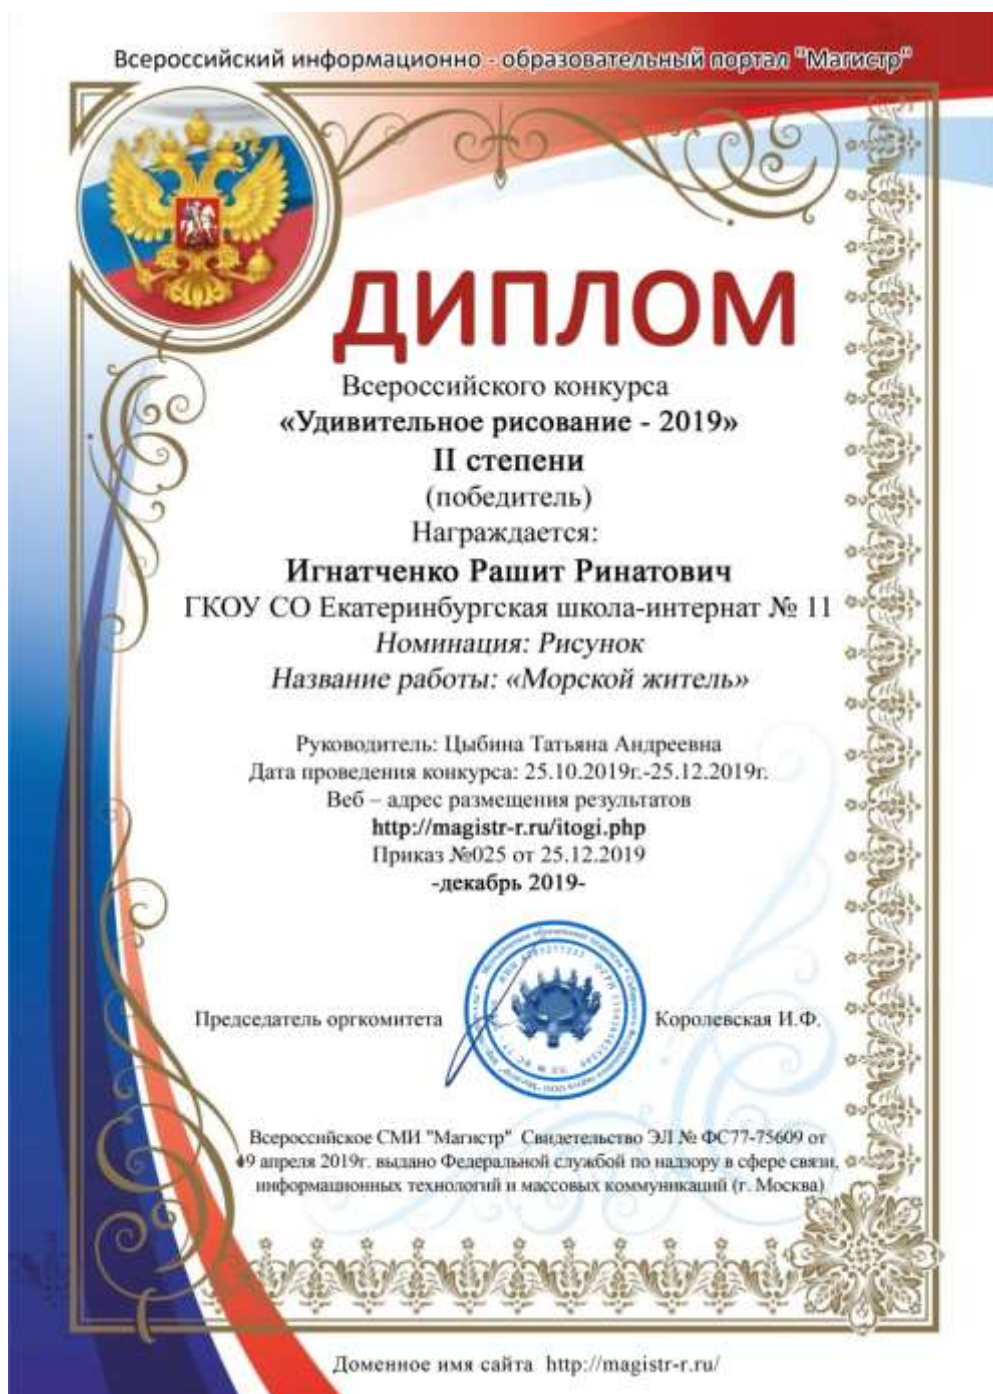 Всероссийский информационно - образовательный портал "Магистр"
ДИПЛОМ
Всероссийского конкурса
«Удивительное рисование - 2019»
II степени
(победитель)
Награждается:
Игнатченко Рашит Ринатович
ГКОУ СО Екатеринбургская школа-интернат № 11
Номинация: Рисунок
Название работы: «Морской житель»
Руководитель: Цыбина Татьяна Андреевна
Дата проведения конкурса: 25.10.2019г.-25.12.2019г.
Веб – адрес размещения результатов
http://magistr-r.ru/itogi.php
Приказ №025 от 25.12.2019
-декабрь 2019-
Председатель оргкомитета
Королевская И.Ф.
Всероссийское СМИ "Магистр" Свидетельство ЭЛ № ФС77-75609 от
19 апреля 2019г. выдано Федеральной службой по надзору в сфере связи,
информационных технологий и массовых коммуникаций (г. Москва)
Доменное имя сайта http://magistr-r.ru/